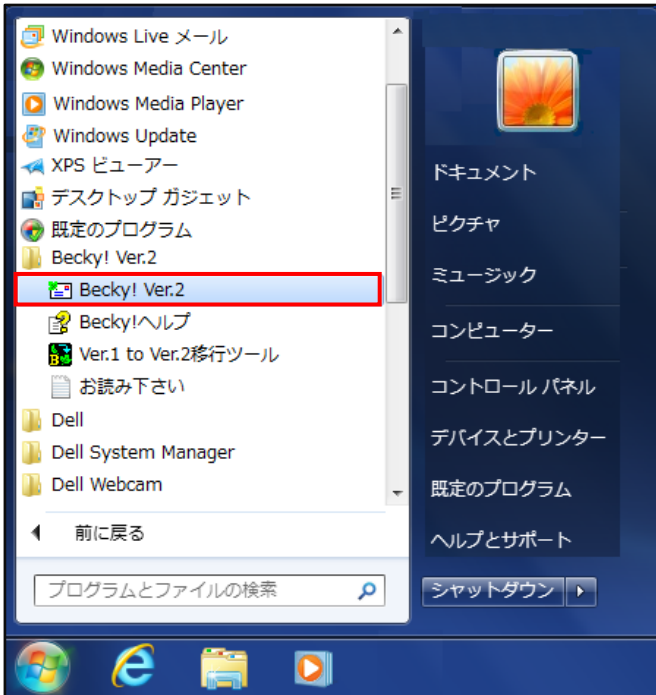 Windows Live メール
Windows Media Center
Windows Media Player
Windows Update
XPS ビューアー
デスクトップ ガジェット
既定のプログラム
Becky! Ver.2
Becky! Ver.2
Becky!ヘルプ
Ver.1 to Ver.2移行ツール
お読み下さい
Dell
Dell System Manager
Dell Webcam
前に戻る
プログラムとファイルの検索
ドキュメント
ピクチャ
ミュージック
コンピューター
コントロール パネル
デバイスとプリンター
既定のプログラム
ヘルプとサポート
シャットダウン